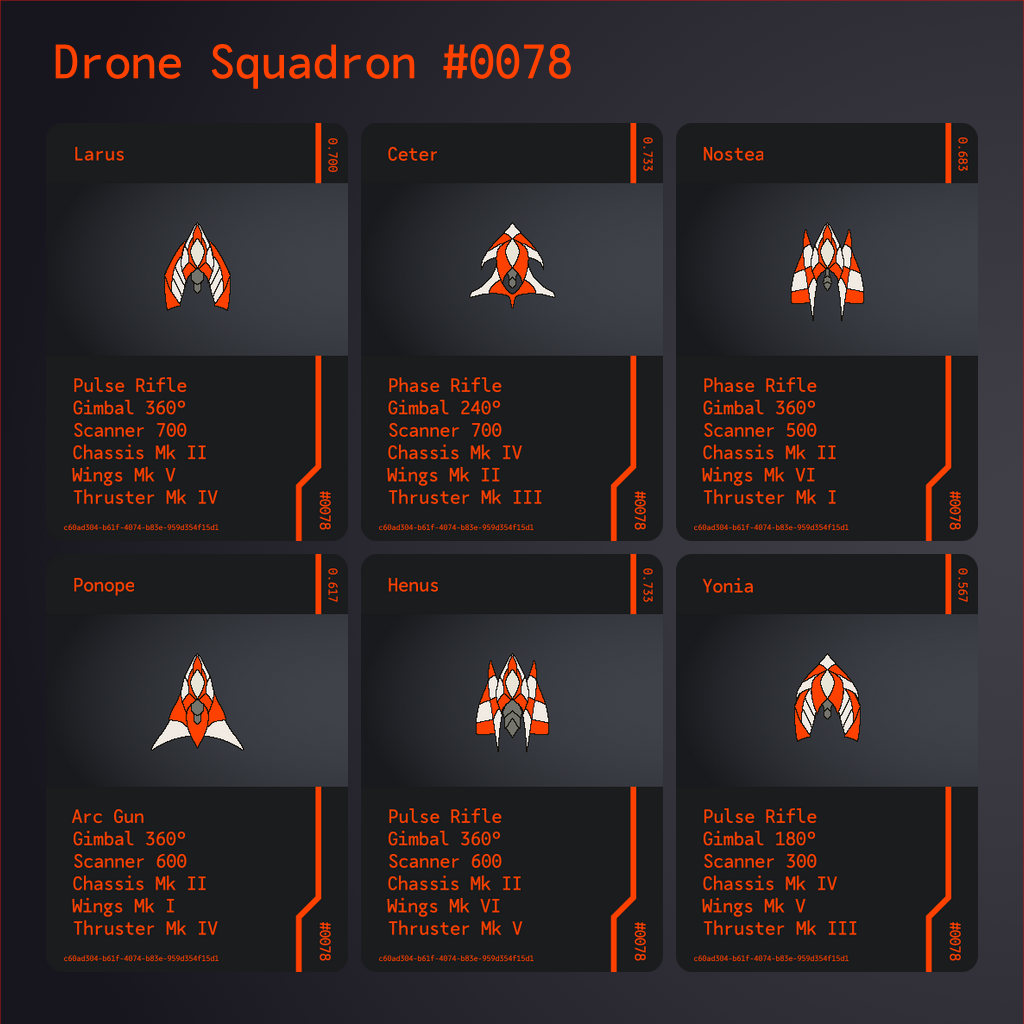 Drone Squadron #0078
Larus
0.700
Pulse Rifle
Gimbal 360°
Scanner 700
Chassis Mk II
Wings Mk V
Thruster Mk IV
#0078
c60ad304-b61f-4074-b83e-959d354f15d1
Ceter
0.733
Phase Rifle
Gimbal 240°
Scanner 700
Chassis Mk IV
Wings Mk II
Thruster Mk III
#0078
c60ad304-b61f-4074-b83e-959d354f15d1
Nostea
0.683
Phase Rifle
Gimbal 360°
Scanner 500
Chassis Mk II
Wings Mk VI
Thruster Mk I
#0078
c60ad304-b61f-4074-b83e-959d354f15d1
Ponope
0.617
Arc Gun
Gimbal 360°
Scanner 600
Chassis Mk II
Wings Mk I
Thruster Mk IV
#0078
c60ad304-b61f-4074-b83e-959d354f15d1
Henus
0.733
Pulse Rifle
Gimbal 360°
Scanner 600
Chassis Mk II
Wings Mk VI
Thruster Mk V
#0078
c60ad304-b61f-4074-b83e-959d354f15d1
Yonia
0.567
Pulse Rifle
Gimbal 180°
Scanner 300
Chassis Mk IV
Wings Mk V
Thruster Mk III
#0078
c60ad304-b61f-4074-b83e-959d354f15d1